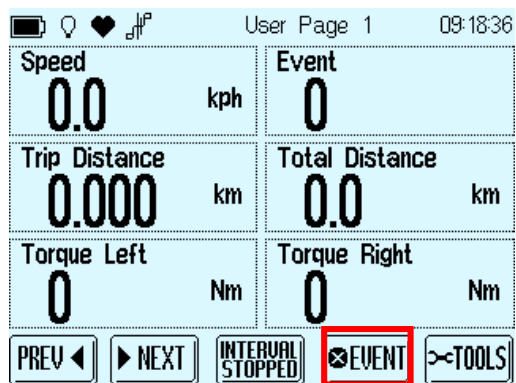 User Page 1 09:18:36
Speed Event
0.0 kph 0
Trip Distance Total Distance
0.000 km 0.0 km
Torque Left Torque Right
0 Nm 0 Nm
PREV NEXT INTERVAL STOPPED EVENT TOOLS